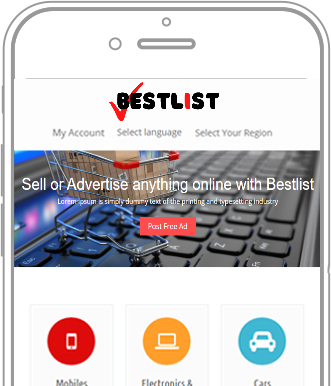 BESTLIST
My Account Select language Select Your Region
Sell or Advertise anything online with Bestlist
Lorem Ipsum is simply dummy text of the printing and typesetting industry
Post Free Ad
Mobiles Electronics & Cars